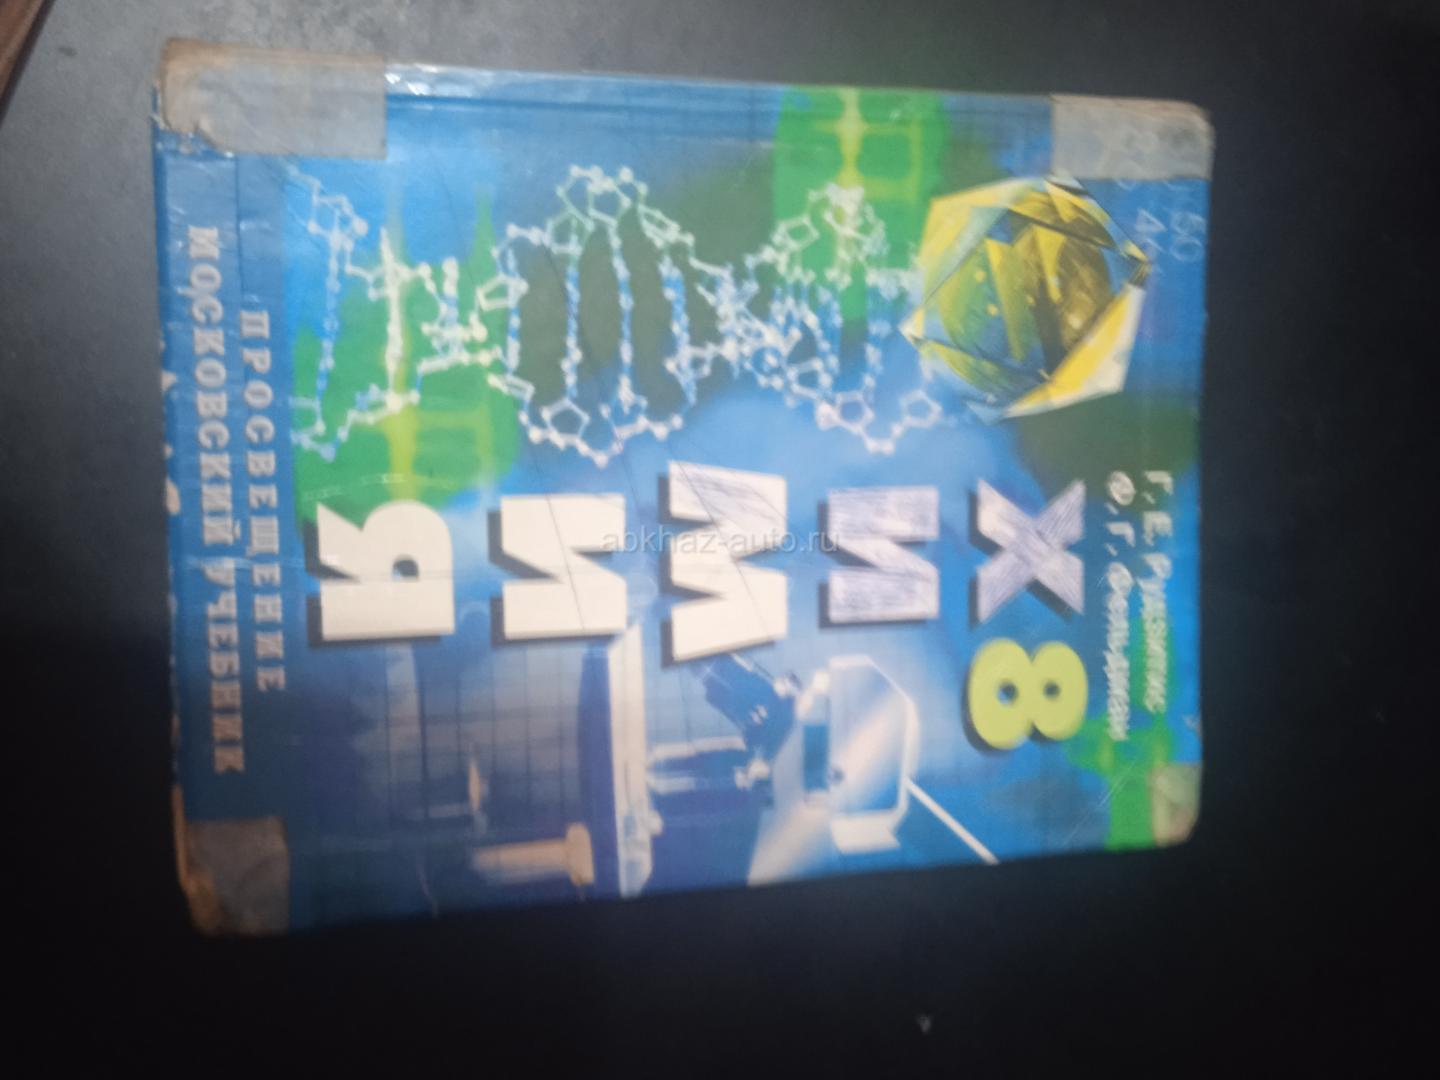 Г. Е. Рудзитис
Ф. Г. Фельдман
ХИМИЯ 8
ПРОСВЕЩЕНИЕ
МОСКОВСКИЙ УЧЕБНИК
abkhaz-auto.ru